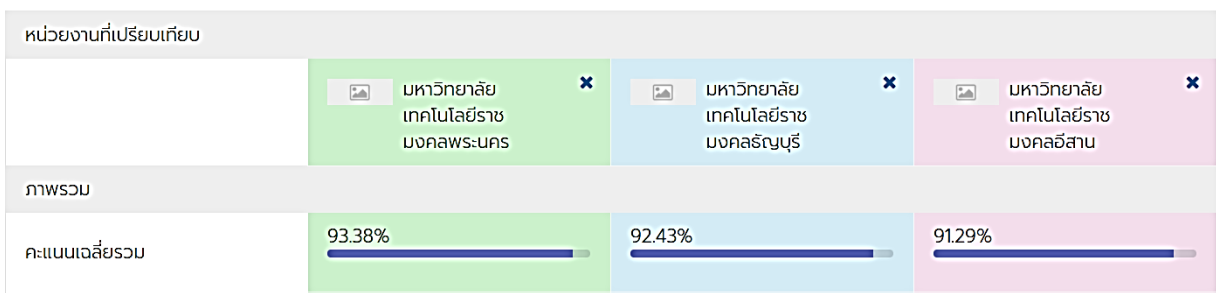 หน่วยงานที่เปรียบเทียบ
มหาวิทยาลัย
เทคโนโลยีราช
มงคลพระนคร
มหาวิทยาลัย
เทคโนโลยีราช
มงคลธัญบุรี
มหาวิทยาลัย
เทคโนโลยีราช
มงคลอีสาน
ภาพรวม
คะแนนเฉลี่ยรวม
93.38%
92.43%
91.29%